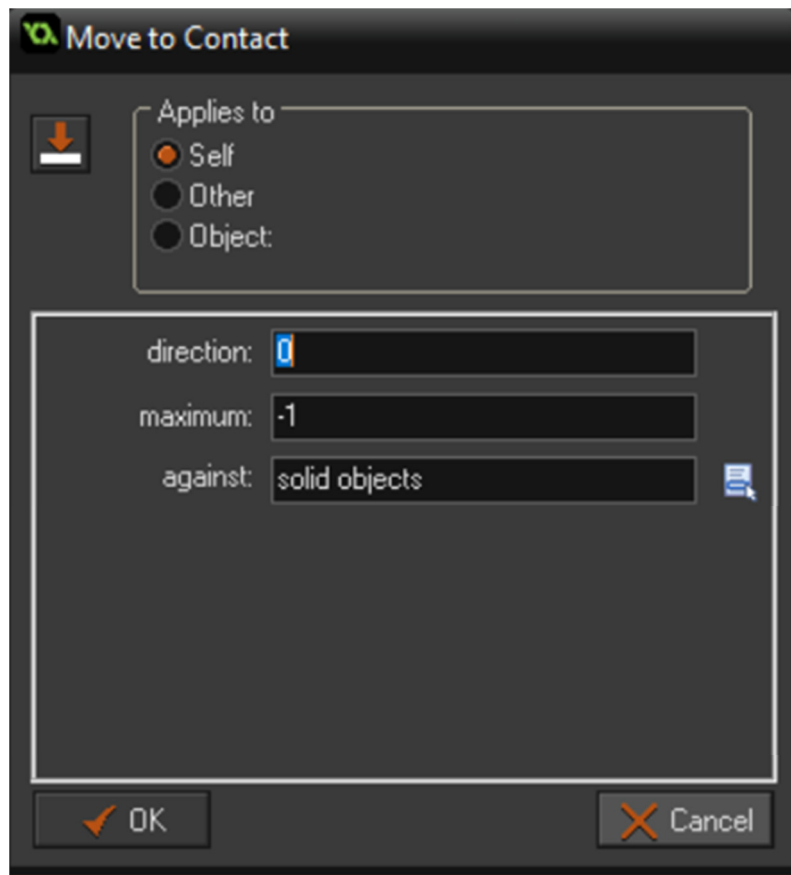 Move to Contact
Applies to
Self
Other
Object:
direction: 0
maximum: -1
against: solid objects
OK
Cancel